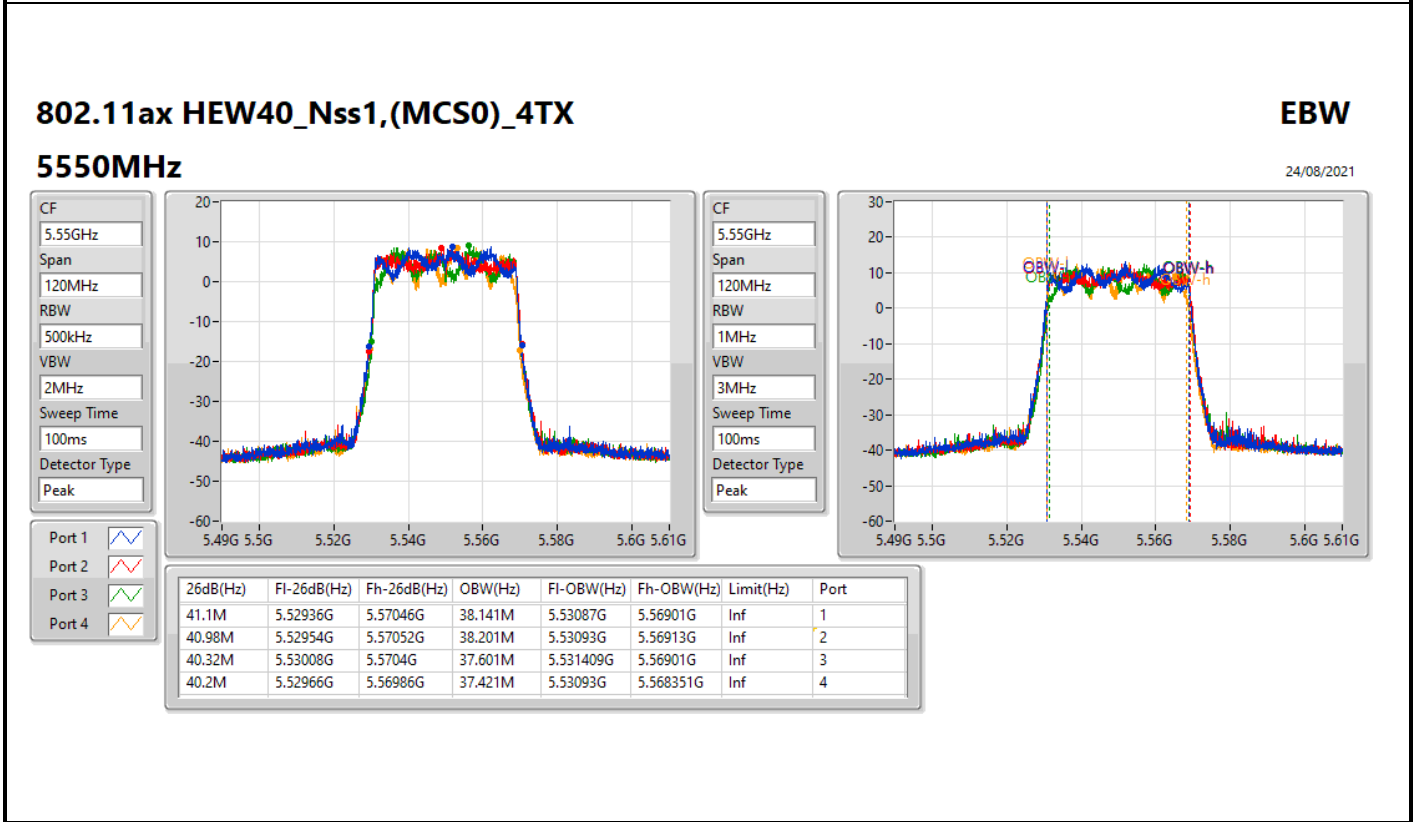 802.11ax HEW40_Nss1,(MCS0)_4TX
EBW
5550MHz
24/08/2021
CF
5.55GHz
Span
120MHz
RBW
500kHz
VBW
2MHz
Sweep Time
100ms
Detector Type
Peak
20
10
0
-10
-20
-30
-40
-50
-60
5.49G 5.5G 5.52G 5.54G 5.56G 5.58G 5.6G 5.61G
CF
5.55GHz
Span
120MHz
RBW
1MHz
VBW
3MHz
Sweep Time
100ms
Detector Type
Peak
30
20
10
0
-10
-20
-30
-40
-50
-60
OBW-h
5.49G 5.5G 5.52G 5.54G 5.56G 5.58G 5.6G 5.61G
Port 1
Port 2
Port 3
Port 4
26dB(Hz) Fl-26dB(Hz) Fh-26dB(Hz) OBW(Hz) Fl-OBW(Hz) Fh-OBW(Hz) Limit(Hz) Port
41.1M 5.52936G 5.57046G 38.141M 5.53087G 5.56901G Inf 1
40.98M 5.52954G 5.57052G 38.201M 5.53093G 5.56913G Inf 2
40.32M 5.53008G 5.5704G 37.601M 5.531409G 5.56901G Inf 3
40.2M 5.52966G 5.56986G 37.421M 5.53093G 5.568351G Inf 4